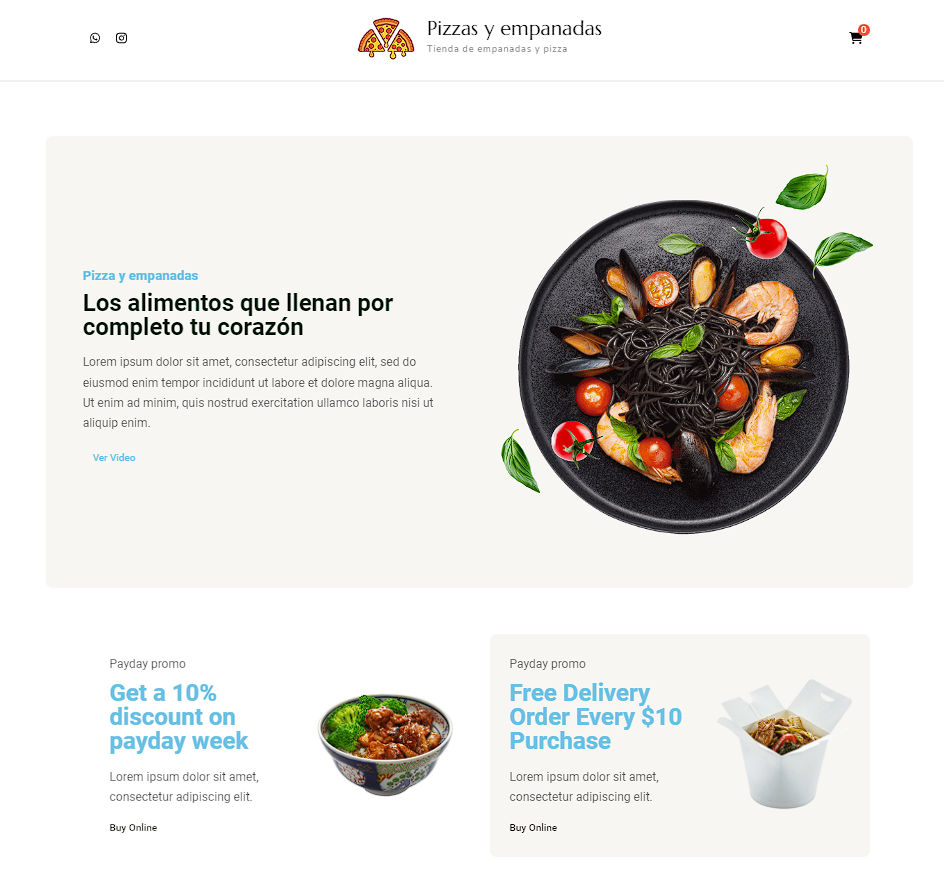 Pizzas y empanadas
Tienda de empanadas y pizza
0
Pizza y empanadas
Los alimentos que llenan por
completo tu corazón
Lorem ipsum dolor sit amet, consectetur adipiscing elit, sed do
eiusmod enim tempor incididunt ut labore et dolore magna aliqua.
Ut enim ad minim, quis nostrud exercitation ullamco laboris nisi ut
aliquip enim.
Ver Video
Payday promo
Get a 10%
discount on
payday week
Lorem ipsum dolor sit amet,
consectetur adipiscing elit.
Buy Online
Payday promo
Free Delivery
Order Every $10
Purchase
Lorem ipsum dolor sit amet,
consectetur adipiscing elit.
Buy Online